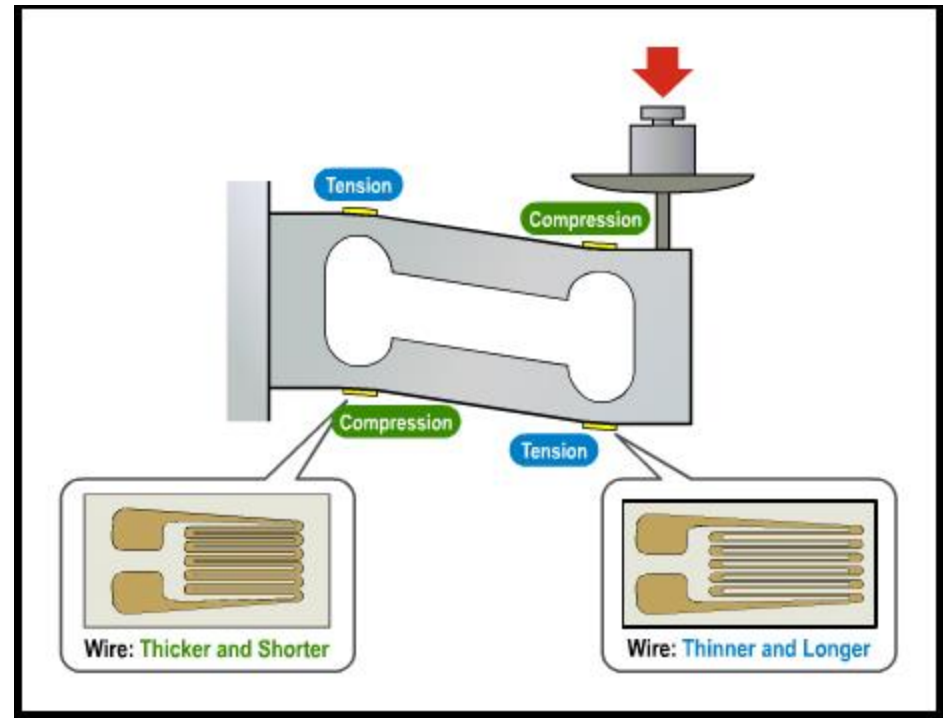 Tension
Compression
Compression
Tension
Wire: Thicker and Shorter
Wire: Thinner and Longer